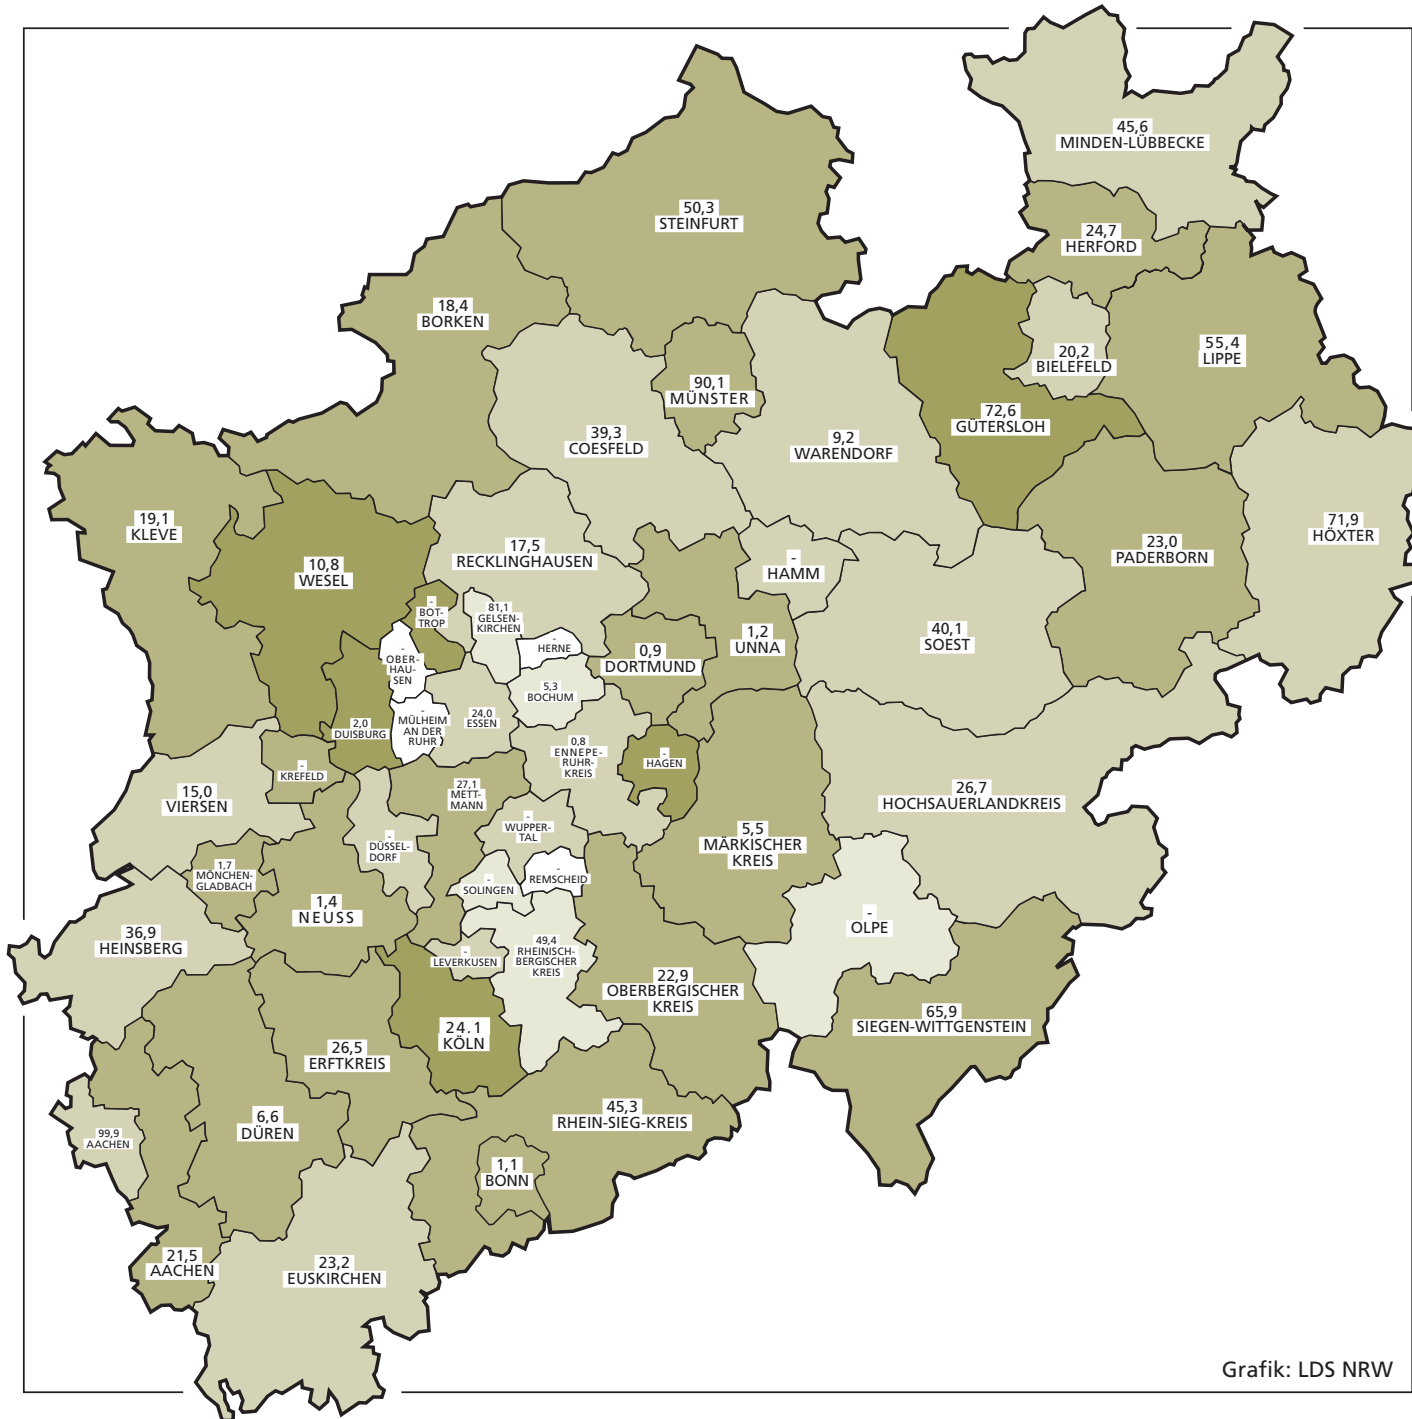 45,6
MINDEN-LÜBBECKE
50,3
STEINFURT
24,7
HERFORD
18,4
BORKEN
55,4
LIPPE
20,2
BIELEFELD
90,1
MÜNSTER
72,6
GÜTERSLOH
39,3
COESFELD
9,2
WARENDORF
19,1
KLEVE
71,9
HÖXTER
17,5
RECKLINGHAUSEN
23,0
PADERBORN
10,8
WESEL
-
HAMM
-
BOT-
TROP
81,1
GELSEN-
KIRCHEN
-
HERNE
1,2
UNNA
40,1
SOEST
-
OBER-
HAU-
SEN
0,9
DORTMUND
5,3
BOCHUM
2,0
DUISBURG
-
MÜLHEIM
AN DER
RUHR
24,0
ESSEN
0,8
ENNEPE-
RUHR-
KREIS
-
HAGEN
-
KREFELD
15,0
VIERSEN
27,1
METT-
MANN
26,7
HOCHSAUERLANDKREIS
-
WUPPER-
TAL
5,5
MÄRKISCHER
KREIS
-
DÜSSEL-
DORF
1,7
MÖNCHEN-
GLADBACH
-
SOLINGEN
-
REMSCHEID
1,4
NEUSS
-
OLPE
36,9
HEINSBERG
-
LEVERKUSEN
49,4
RHEINISCH-
BERGISCHER
KREIS
22,9
OBERBERGISCHER
KREIS
65,9
SIEGEN-WITTGENSTEIN
24.1
KÖLN
26,5
ERFTKREIS
6,6
DÜREN
45,3
RHEIN-SIEG-KREIS
99,9
AACHEN
1,1
BONN
21,5
AACHEN
23,2
EUSKIRCHEN
Grafik: LDS NRW